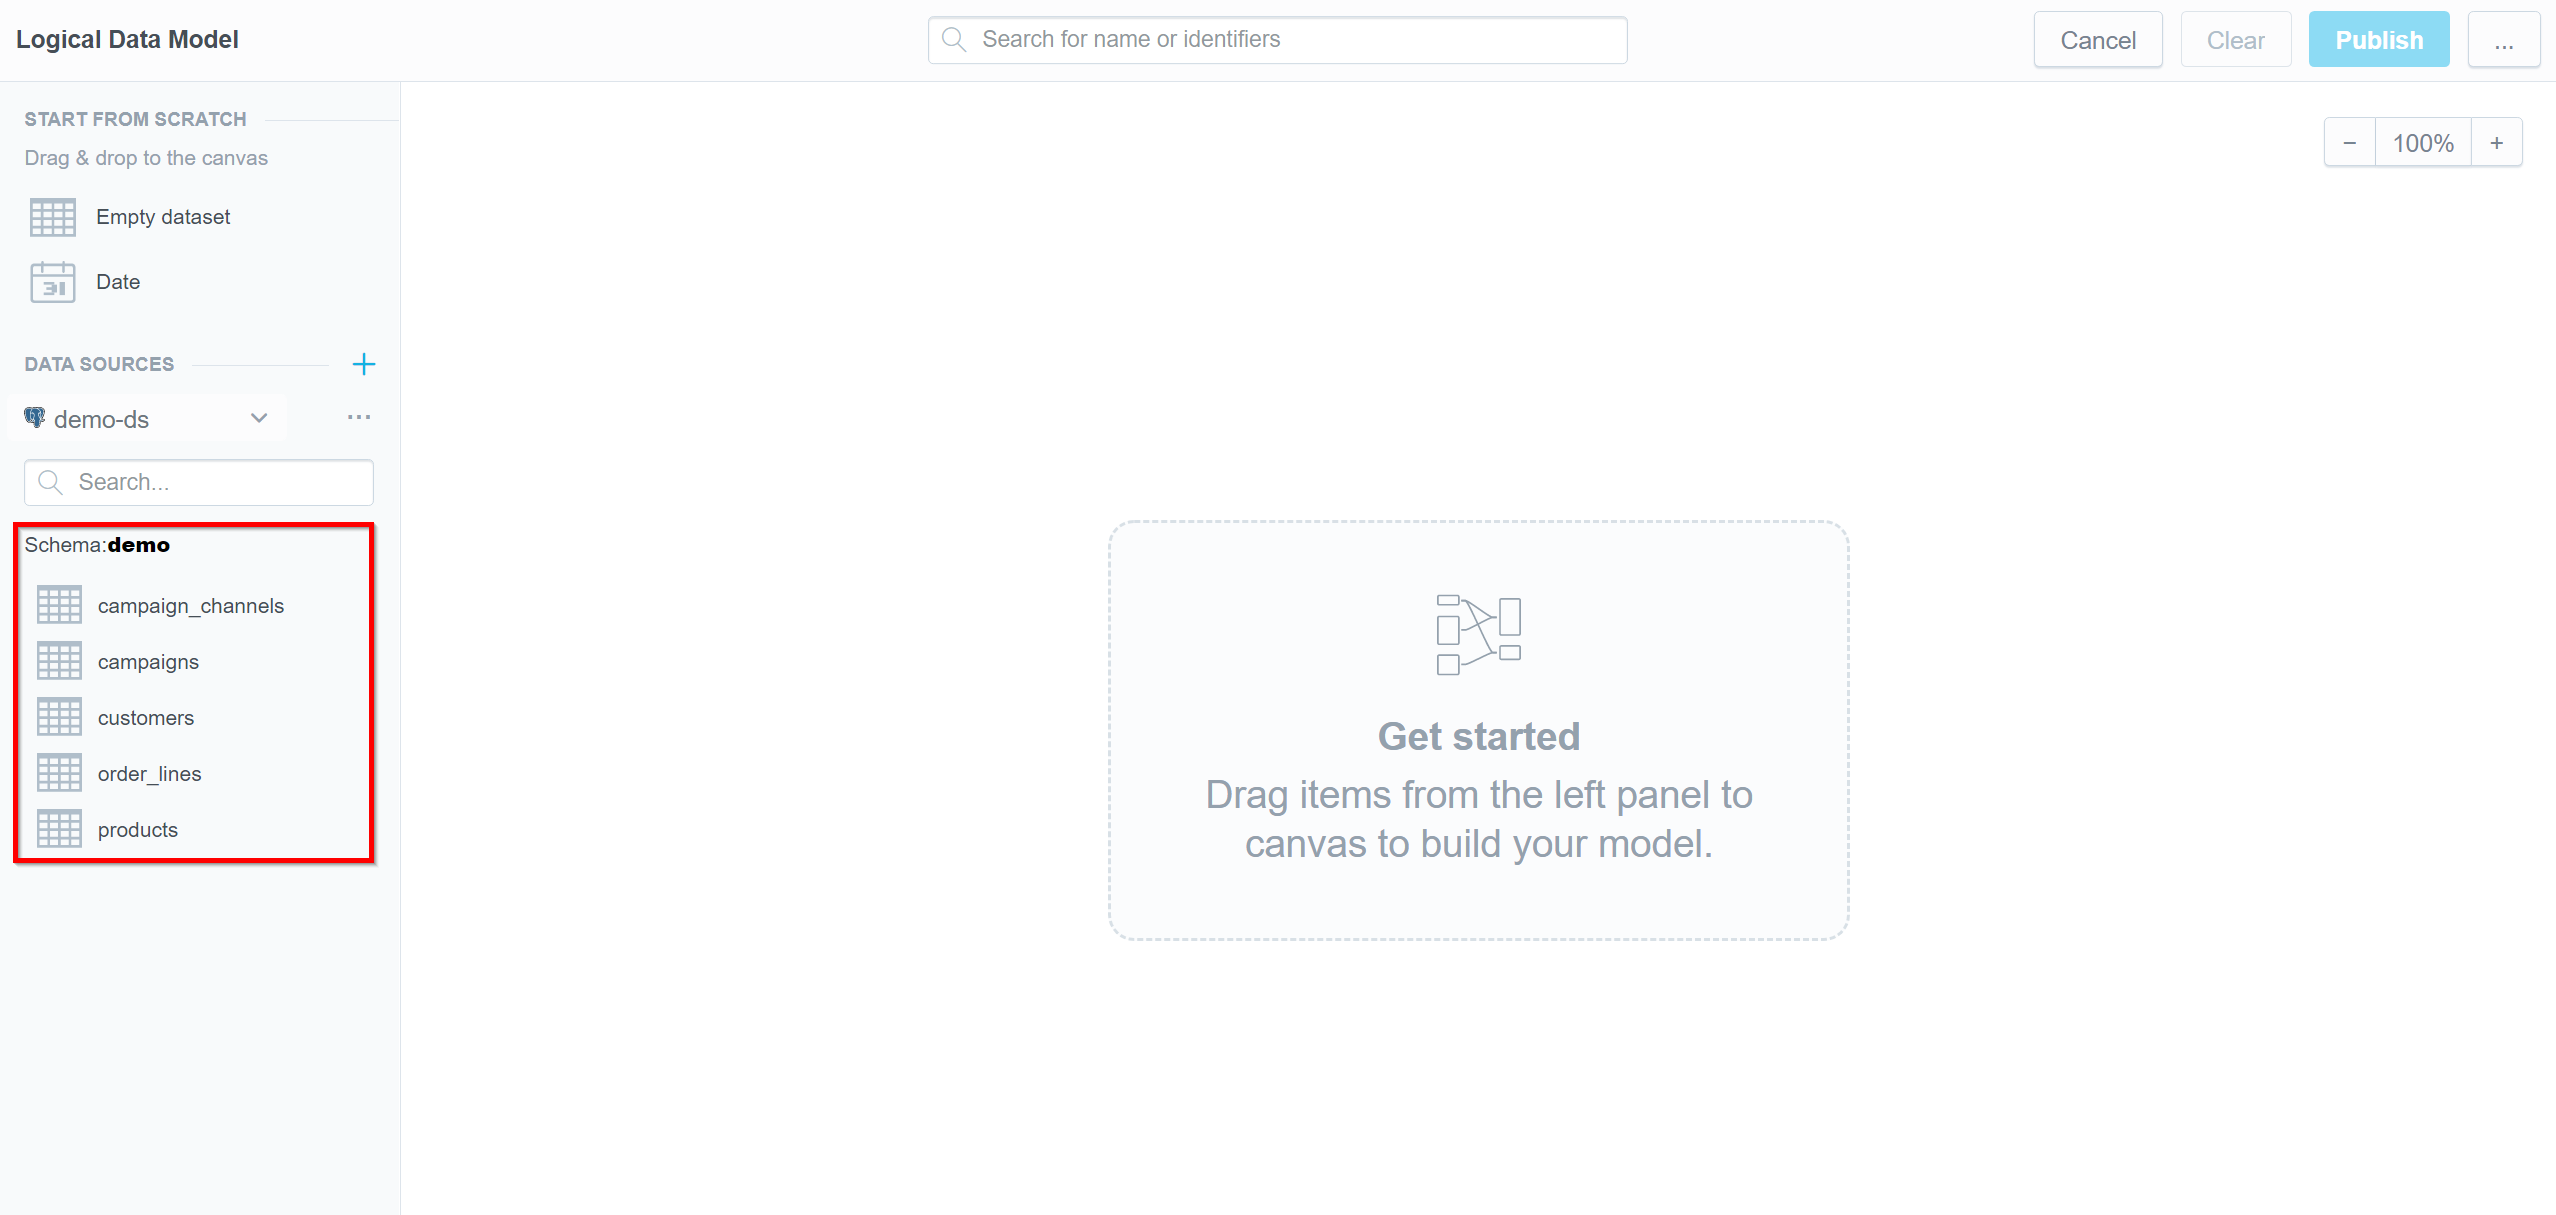 Logical Data Model
Search for name or identifiers
Cancel
Clear
Publish
...
START FROM SCRATCH
Drag & drop to the canvas
Empty dataset
31
Date
DATA SOURCES
demo-ds
...
Search...
Schema:demo
campaign_channels
campaigns
customers
order_lines
products
− 100% +
Get started
Drag items from the left panel to
canvas to build your model.